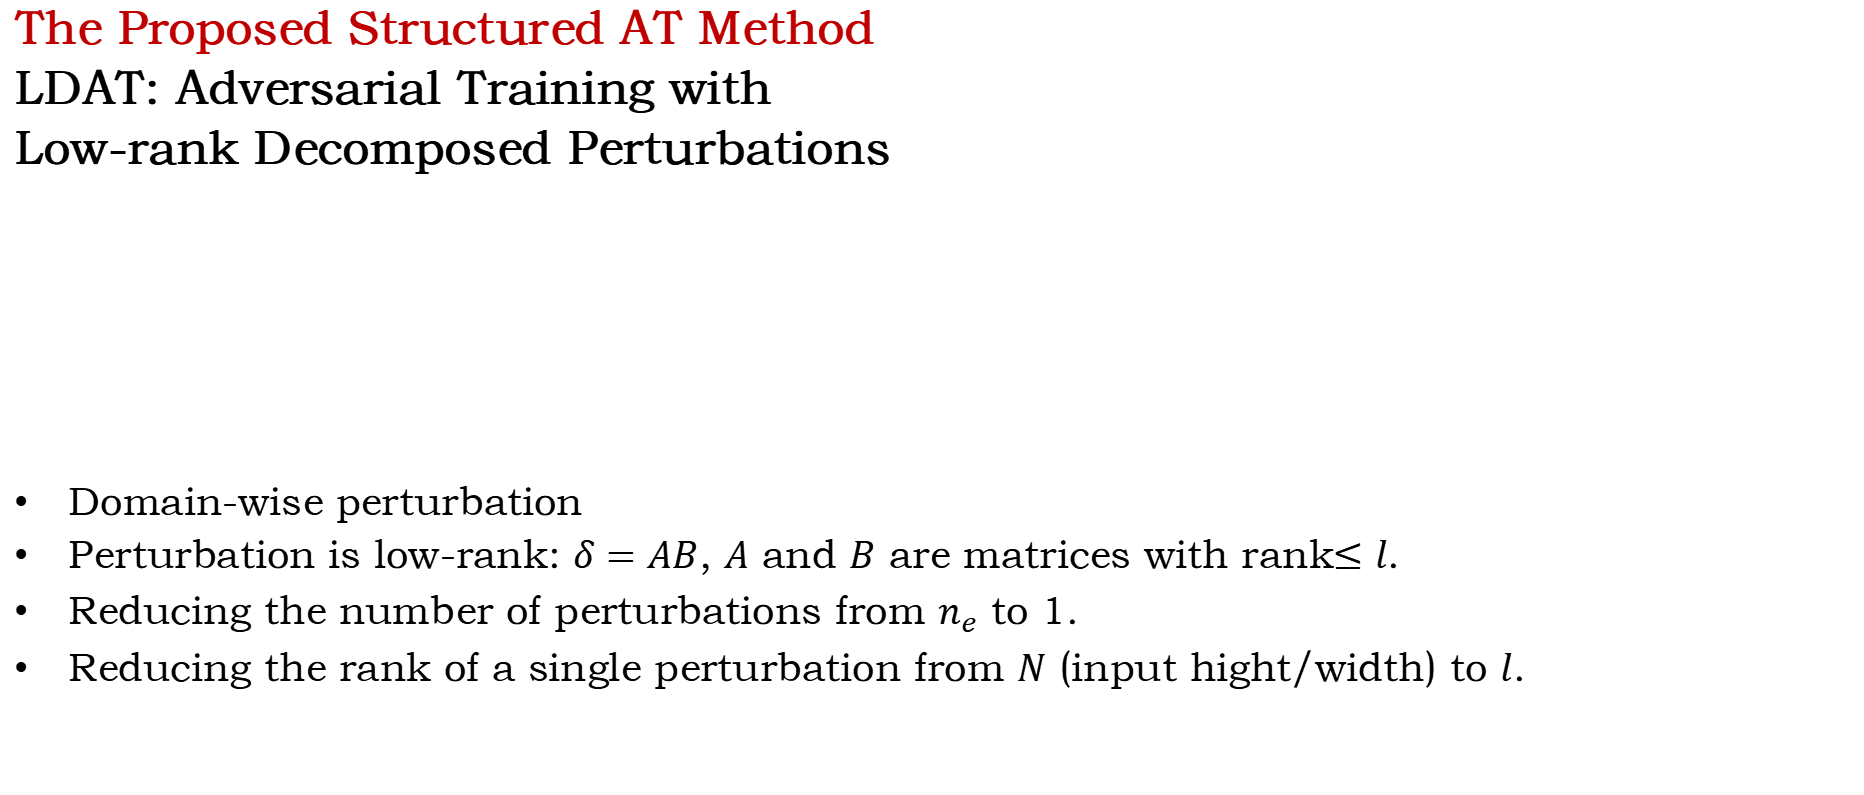 The Proposed Structured AT Method
LDAT: Adversarial Training with
Low-rank Decomposed Perturbations
• Domain-wise perturbation
• Perturbation is low-rank: δ = AB, A and B are matrices with rank≤ l.
• Reducing the number of perturbations from nₑ to 1.
• Reducing the rank of a single perturbation from N (input hight/width) to l.